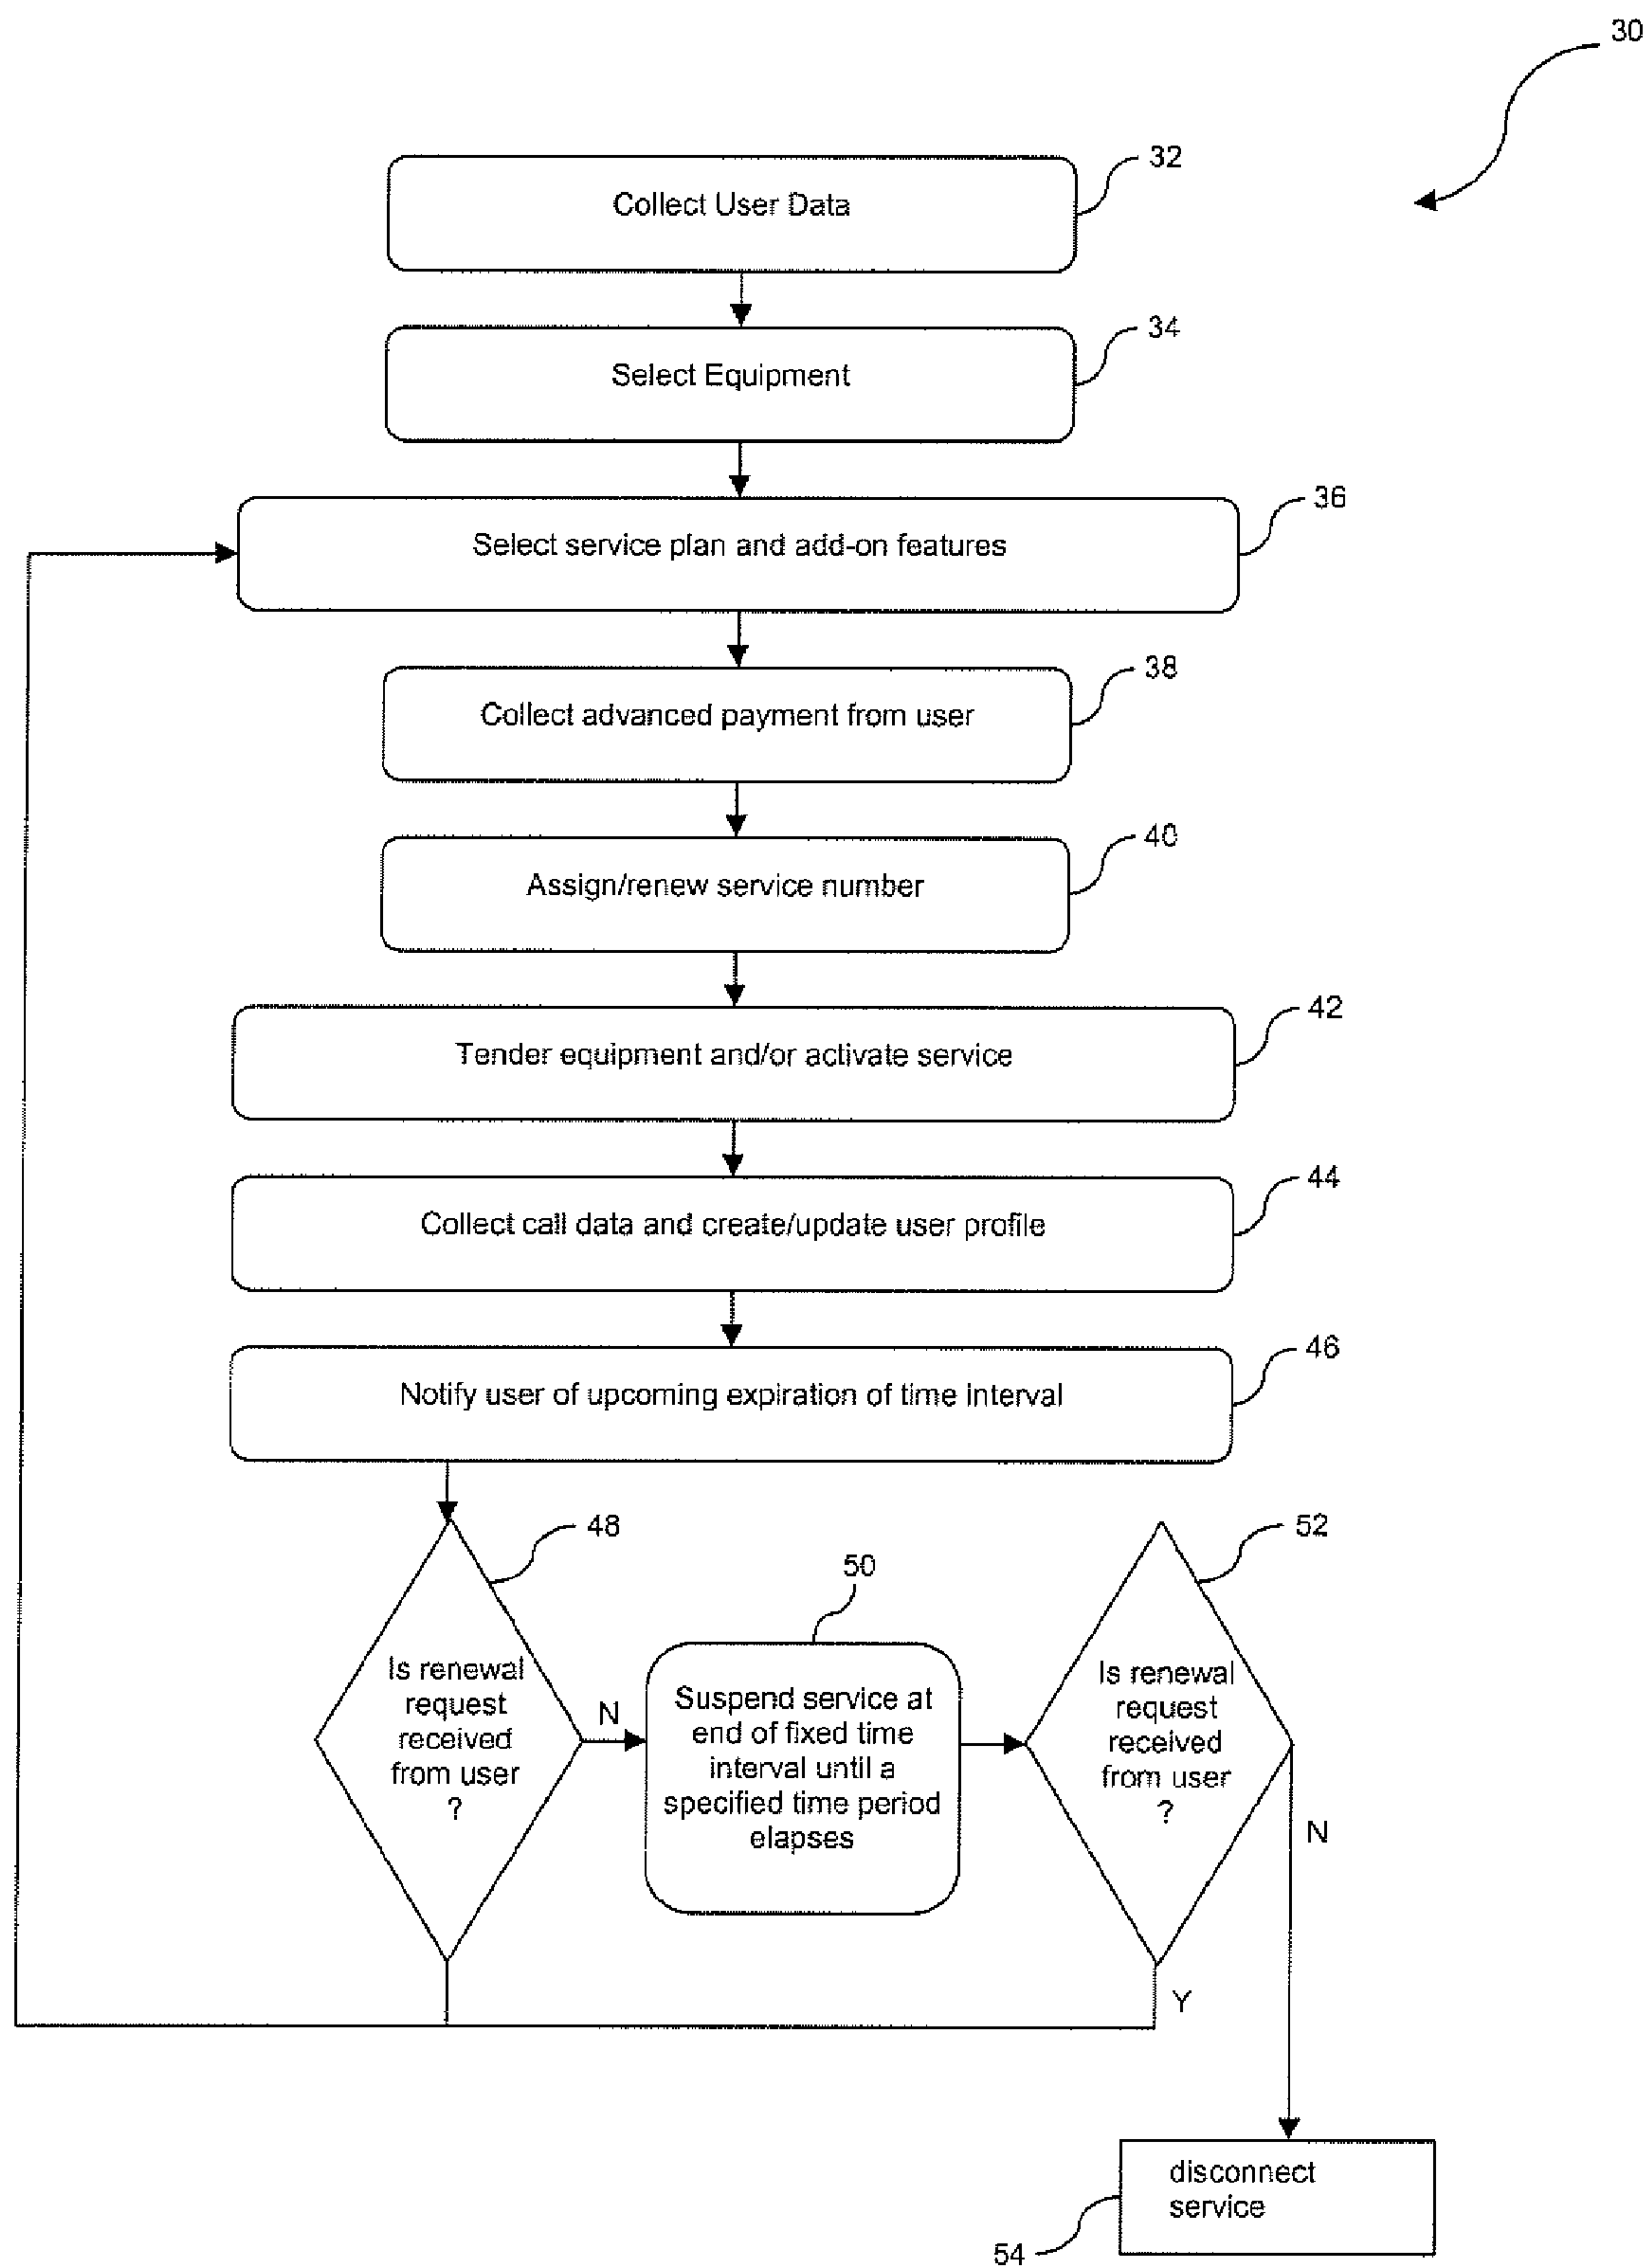 30
32
Collect User Data
34
Select Equipment
36
Select service plan and add-on features
38
Collect advanced payment from user
40
Assign/renew service number
42
Tender equipment and/or activate service
44
Collect call data and create/update user profile
46
Notify user of upcoming expiration of time interval
48
Is renewal
request
received
from user
?
N
50
Suspend service at
end of fixed time
interval until a
specified time period
elapses
52
Is renewal
request
received
from user
?
N
Y
disconnect
service
54